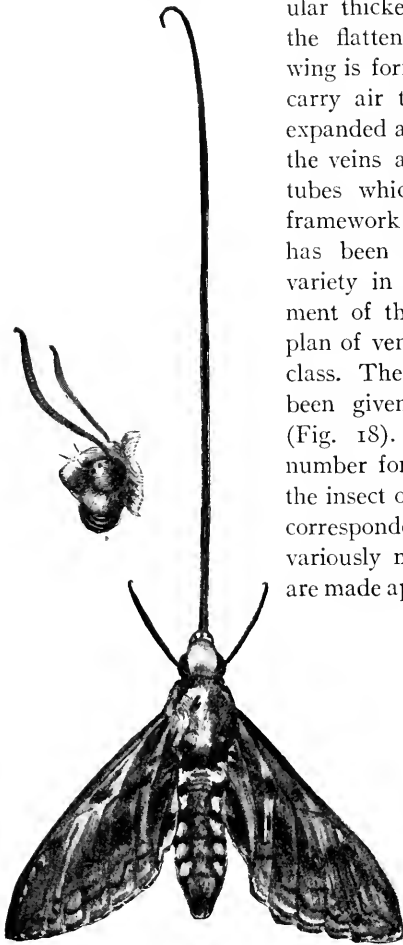 ular thicke
the flatten
wing is for
carry air t
expanded a
the veins a
tubes whic
framework
has been
variety in
ment of th
plan of ver
class. The
been given
(Fig. 18).
number for
the insect o
corresponde
variously n
are made ap